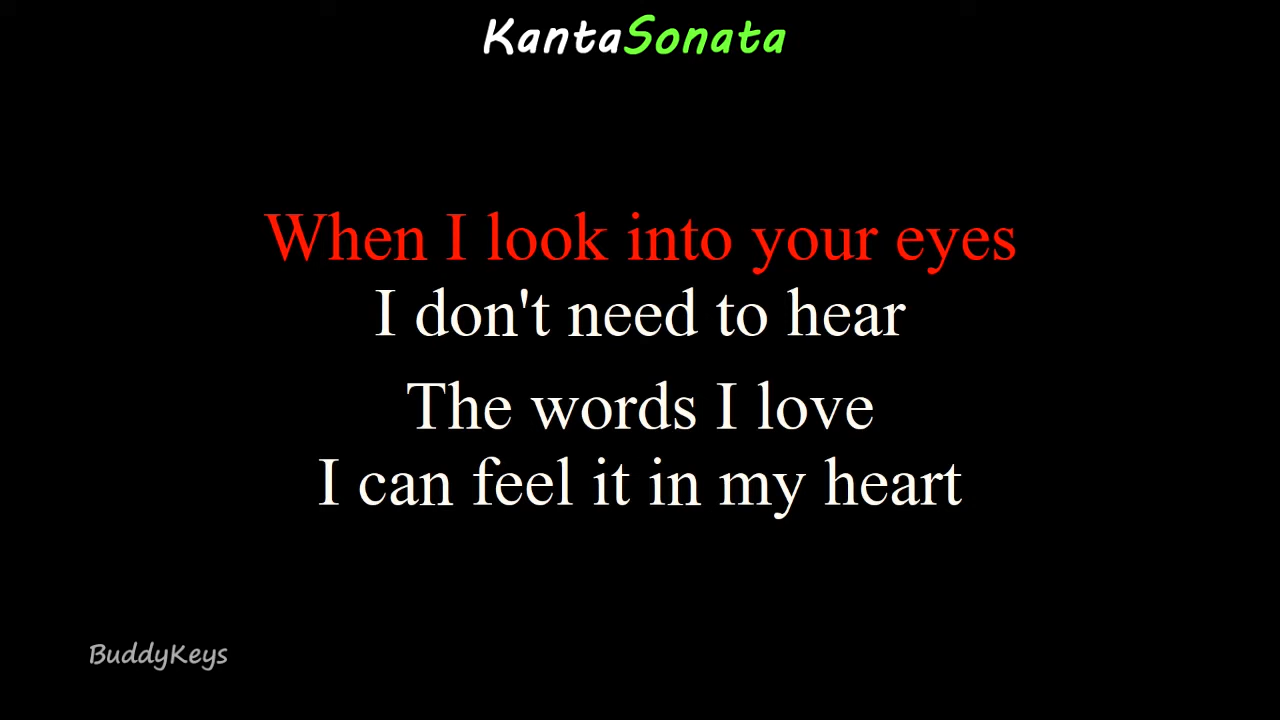 KantaSonata
When I look into your eyes
I don't need to hear
The words I love
I can feel it in my heart
BuddyKeys